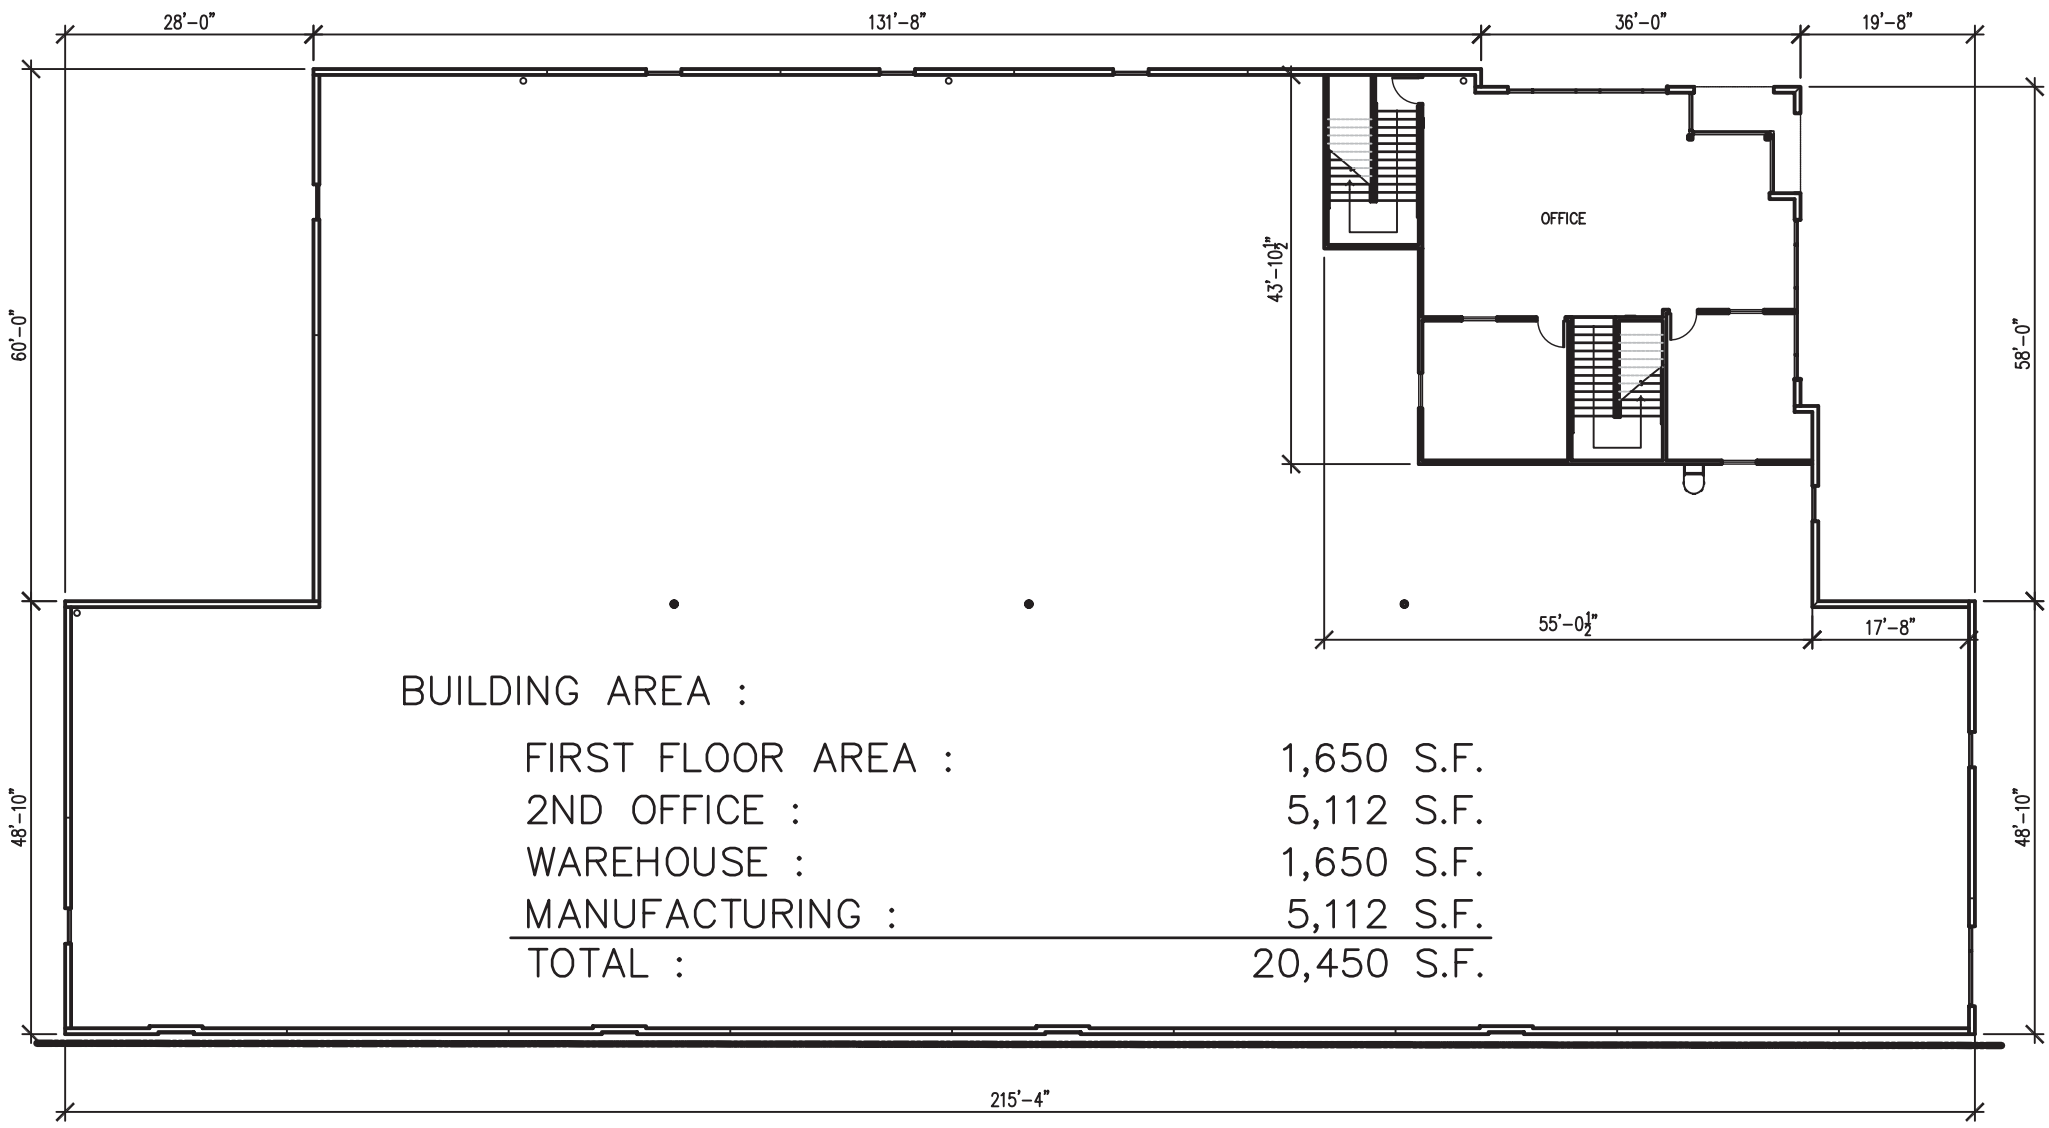 28'-0" 131'-8" 36'-0" 19'-8"
OFFICE
43'-10½"
60'-0"
58'-0"
55'-0½" 17'-8"
BUILDING AREA :
FIRST FLOOR AREA : 1,650 S.F.
2ND OFFICE : 5,112 S.F.
WAREHOUSE : 1,650 S.F.
MANUFACTURING : 5,112 S.F.
TOTAL : 20,450 S.F.
48'-10"
48'-10"
215'-4"